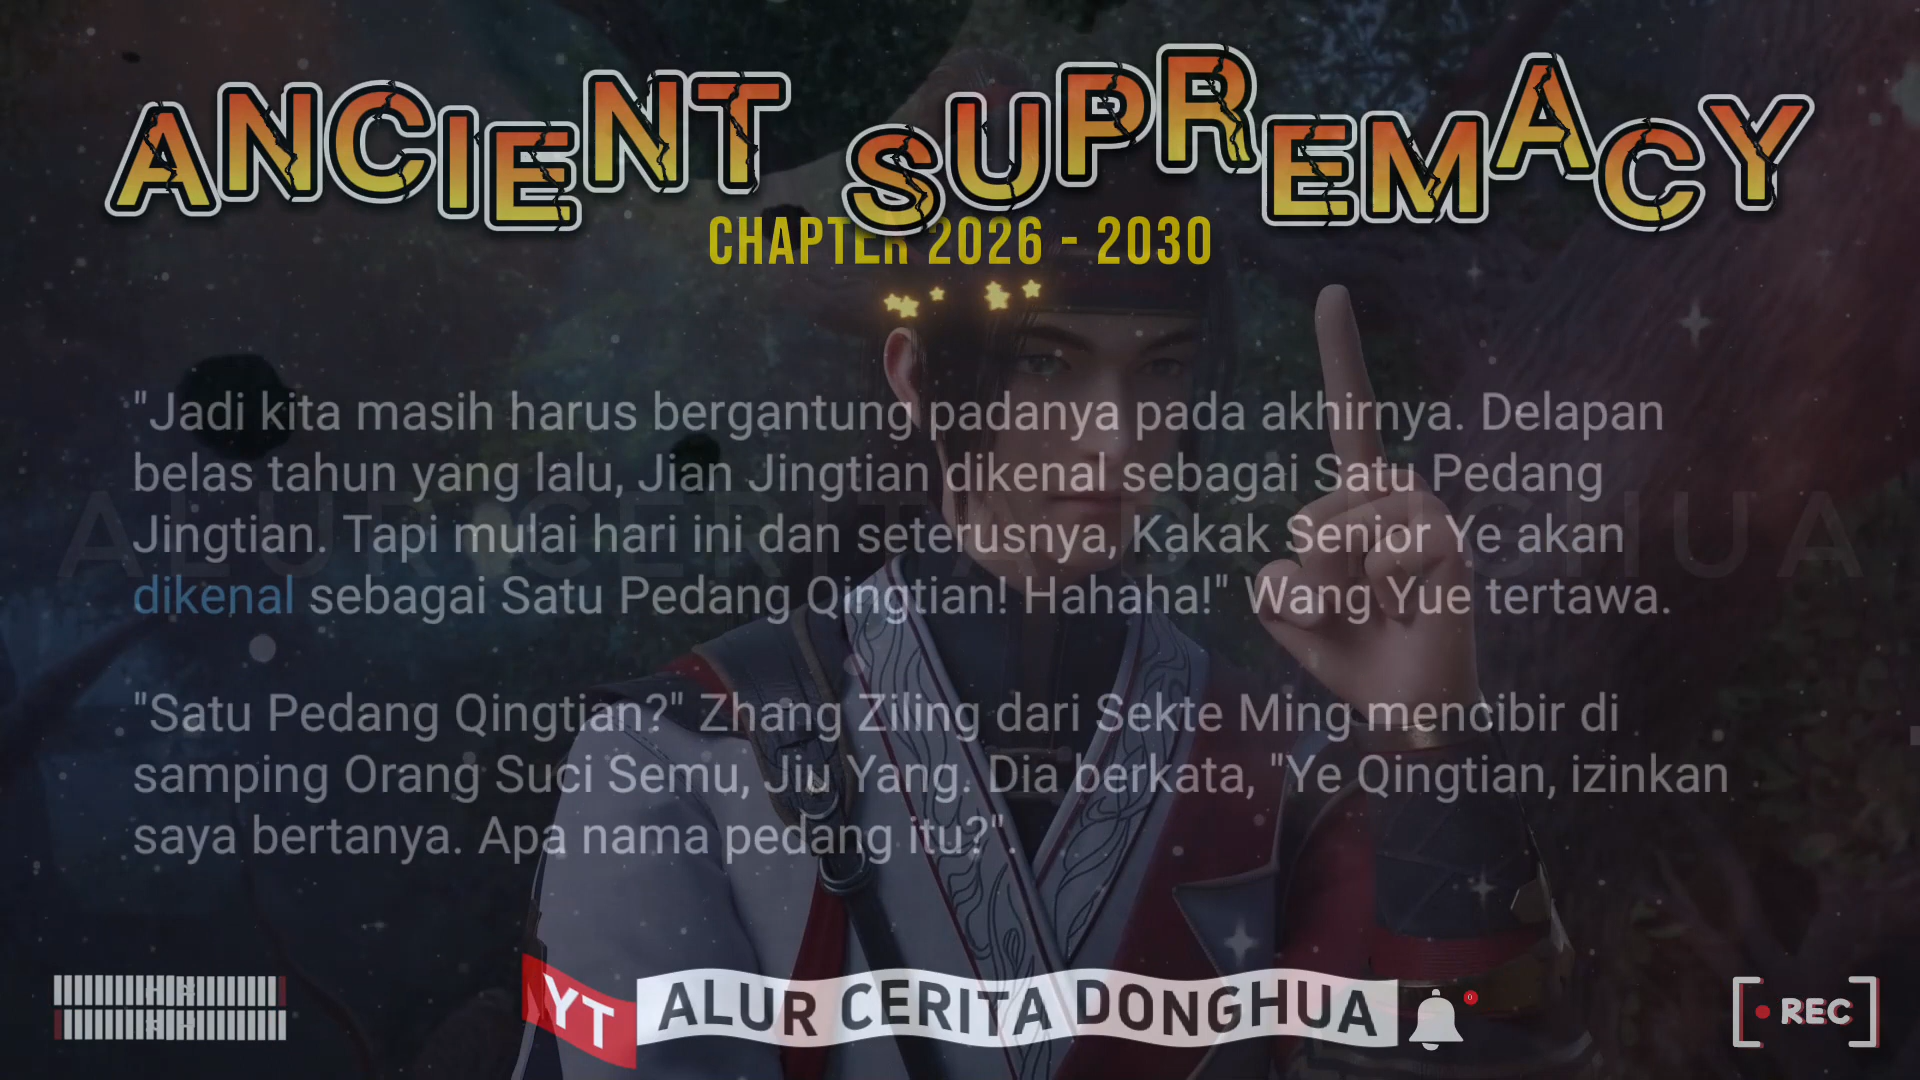 ANCIENT SUPREMACY
CHAPTER 2026 - 2030
"Jadi kita masih harus bergantung padanya pada akhirnya. Delapan
belas tahun yang lalu, Jian Jingtian dikenal sebagai Satu Pedang
Jingtian. Tapi mulai hari ini dan seterusnya, Kakak Senior Ye akan
dikenal sebagai Satu Pedang Qingtian! Hahaha!" Wang Yue tertawa.
"Satu Pedang Qingtian?" Zhang Ziling dari Sekte Ming mencibir di
samping Orang Suci Semu, Jiu Yang. Dia berkata, "Ye Qingtian, izinkan
saya bertanya. Apa nama pedang itu?".
ALUR CERITA DONGHUA
YT ALUR CERITA DONGHUA
0
REC